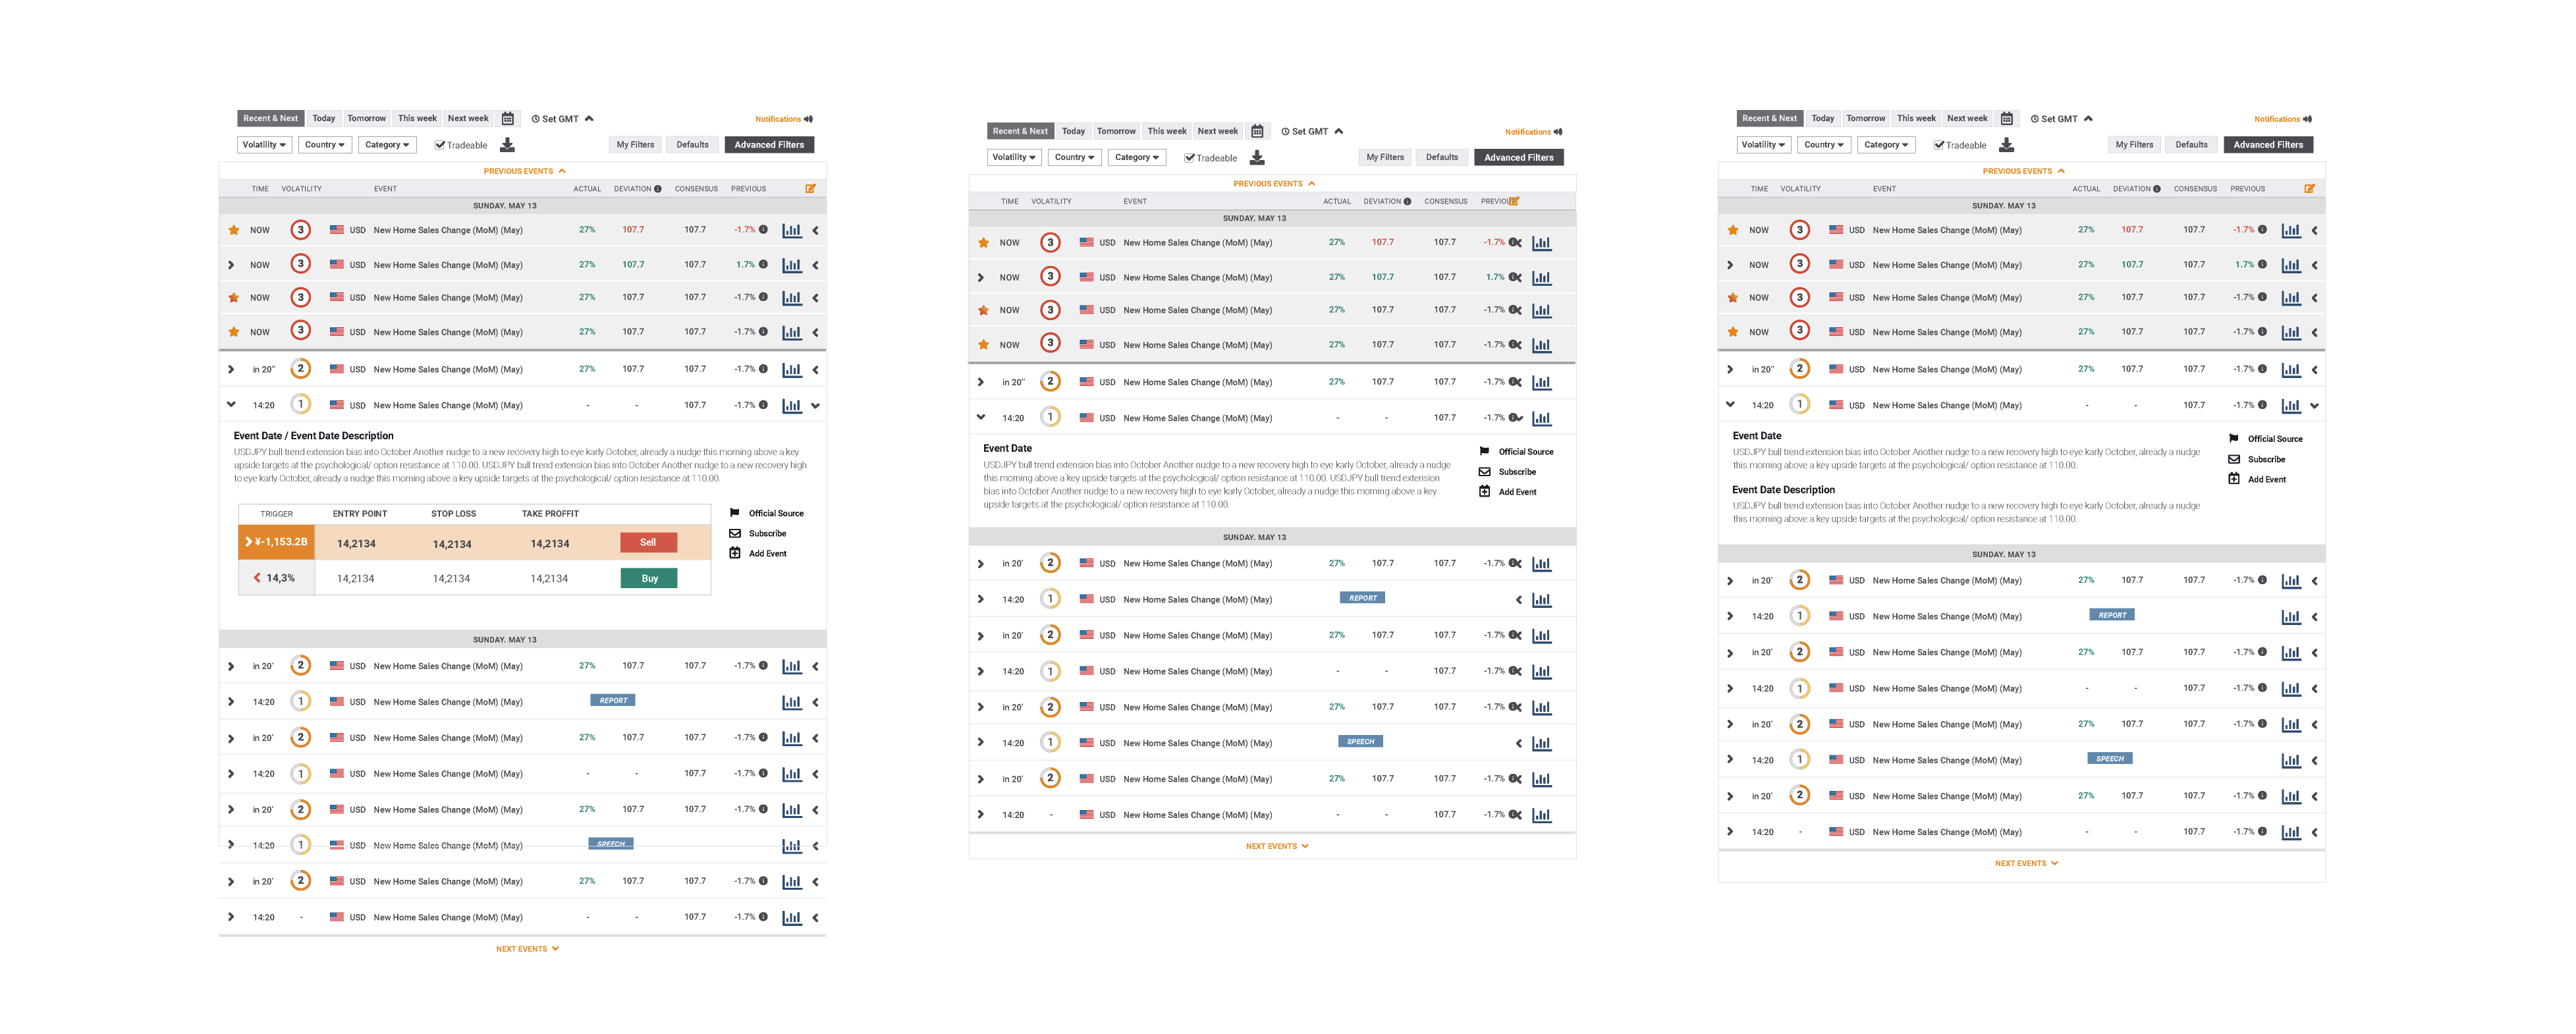 Recent & Next Today Tomorrow This week Next week Set GMT Notifications
Volatility Country Category Tradeable My Filters Defaults Advanced Filters
PREVIOUS EVENTS
TIME VOLATILITY EVENT ACTUAL DEVIATION CONSENSUS PREVIOUS
SUNDAY. MAY 13
NOW 3 USD New Home Sales Change (MoM) (May) 27% 107.7 107.7 -1.7%
NOW 3 USD New Home Sales Change (MoM) (May) 27% 107.7 107.7 1.7%
NOW 3 USD New Home Sales Change (MoM) (May) 27% 107.7 107.7 -1.7%
NOW 3 USD New Home Sales Change (MoM) (May) 27% 107.7 107.7 -1.7%
in 20'' 2 USD New Home Sales Change (MoM) (May) 27% 107.7 107.7 -1.7%
14:20 1 USD New Home Sales Change (MoM) (May) - - 107.7 -1.7%
Event Date / Event Date Description
USDJPY bull trend extension bias into October Another nudge to a new recovery high to eye karly October, already a nudge this morning above a key
upside targets at the psychological/ option resistance at 110.00. USDJPY bull trend extension bias into October Another nudge to a new recovery high
to eye karly October, already a nudge this morning above a key upside targets at the psychological/ option resistance at 110.00.
TRIGGER ENTRY POINT STOP LOSS TAKE PROFFIT
¥-1,153.2B 14,2134 14,2134 14,2134 Sell
14,3% 14,2134 14,2134 14,2134 Buy
Official Source
Subscribe
Add Event
SUNDAY. MAY 13
in 20' 2 USD New Home Sales Change (MoM) (May) 27% 107.7 107.7 -1.7%
14:20 1 USD New Home Sales Change (MoM) (May) REPORT
in 20' 2 USD New Home Sales Change (MoM) (May) 27% 107.7 107.7 -1.7%
14:20 1 USD New Home Sales Change (MoM) (May) - - 107.7 -1.7%
in 20' 2 USD New Home Sales Change (MoM) (May) 27% 107.7 107.7 -1.7%
14:20 1 USD New Home Sales Change (MoM) (May) SPEECH
in 20' 2 USD New Home Sales Change (MoM) (May) 27% 107.7 107.7 -1.7%
14:20 - USD New Home Sales Change (MoM) (May) - - 107.7 -1.7%
NEXT EVENTS
Recent & Next Today Tomorrow This week Next week Set GMT Notifications
Volatility Country Category Tradeable My Filters Defaults Advanced Filters
PREVIOUS EVENTS
TIME VOLATILITY EVENT ACTUAL DEVIATION CONSENSUS PREVIOUS
SUNDAY. MAY 13
NOW 3 USD New Home Sales Change (MoM) (May) 27% 107.7 107.7 -1.7%
NOW 3 USD New Home Sales Change (MoM) (May) 27% 107.7 107.7 1.7%
NOW 3 USD New Home Sales Change (MoM) (May) 27% 107.7 107.7 -1.7%
NOW 3 USD New Home Sales Change (MoM) (May) 27% 107.7 107.7 -1.7%
in 20'' 2 USD New Home Sales Change (MoM) (May) 27% 107.7 107.7 -1.7%
14:20 1 USD New Home Sales Change (MoM) (May) - - 107.7 -1.7%
Event Date
USDJPY bull trend extension bias into October Another nudge to a new recovery high to eye karly October, already a nudge
this morning above a key upside targets at the psychological/ option resistance at 110.00. USDJPY bull trend extension
bias into October Another nudge to a new recovery high to eye karly October, already a nudge this morning above a key
upside targets at the psychological/ option resistance at 110.00.
Official Source
Subscribe
Add Event
SUNDAY. MAY 13
in 20' 2 USD New Home Sales Change (MoM) (May) 27% 107.7 107.7 -1.7%
14:20 1 USD New Home Sales Change (MoM) (May) REPORT
in 20' 2 USD New Home Sales Change (MoM) (May) 27% 107.7 107.7 -1.7%
14:20 1 USD New Home Sales Change (MoM) (May) - - 107.7 -1.7%
in 20' 2 USD New Home Sales Change (MoM) (May) 27% 107.7 107.7 -1.7%
14:20 1 USD New Home Sales Change (MoM) (May) SPEECH
in 20' 2 USD New Home Sales Change (MoM) (May) 27% 107.7 107.7 -1.7%
14:20 - USD New Home Sales Change (MoM) (May) - - 107.7 -1.7%
NEXT EVENTS
Recent & Next Today Tomorrow This week Next week Set GMT Notifications
Volatility Country Category Tradeable My Filters Defaults Advanced Filters
PREVIOUS EVENTS
TIME VOLATILITY EVENT ACTUAL DEVIATION CONSENSUS PREVIOUS
SUNDAY. MAY 13
NOW 3 USD New Home Sales Change (MoM) (May) 27% 107.7 107.7 -1.7%
NOW 3 USD New Home Sales Change (MoM) (May) 27% 107.7 107.7 1.7%
NOW 3 USD New Home Sales Change (MoM) (May) 27% 107.7 107.7 -1.7%
NOW 3 USD New Home Sales Change (MoM) (May) 27% 107.7 107.7 -1.7%
in 20'' 2 USD New Home Sales Change (MoM) (May) 27% 107.7 107.7 -1.7%
14:20 1 USD New Home Sales Change (MoM) (May) - - 107.7 -1.7%
Event Date
USDJPY bull trend extension bias into October Another nudge to a new recovery high to eye karly October, already a nudge
this morning above a key upside targets at the psychological/ option resistance at 110.00.
Event Date Description
USDJPY bull trend extension bias into October Another nudge to a new recovery high to eye karly October, already a nudge
this morning above a key upside targets at the psychological/ option resistance at 110.00.
Official Source
Subscribe
Add Event
SUNDAY. MAY 13
in 20' 2 USD New Home Sales Change (MoM) (May) 27% 107.7 107.7 -1.7%
14:20 1 USD New Home Sales Change (MoM) (May) REPORT
in 20' 2 USD New Home Sales Change (MoM) (May) 27% 107.7 107.7 -1.7%
14:20 1 USD New Home Sales Change (MoM) (May) - - 107.7 -1.7%
in 20' 2 USD New Home Sales Change (MoM) (May) 27% 107.7 107.7 -1.7%
14:20 1 USD New Home Sales Change (MoM) (May) SPEECH
in 20' 2 USD New Home Sales Change (MoM) (May) 27% 107.7 107.7 -1.7%
14:20 - USD New Home Sales Change (MoM) (May) - - 107.7 -1.7%
NEXT EVENTS